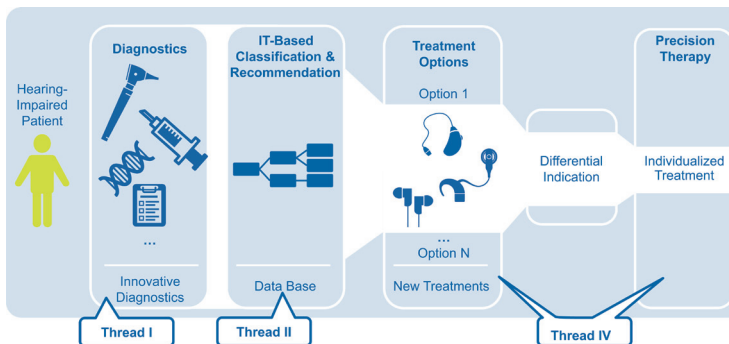 Hearing-
Impaired
Patient
Diagnostics
...
Innovative
Diagnostics
Thread I
IT-Based
Classification &
Recommendation
Data Base
Thread II
Treatment
Options
Option 1
...
Option N
New Treatments
Differential
Indication
Precision
Therapy
Individualized
Treatment
Thread IV